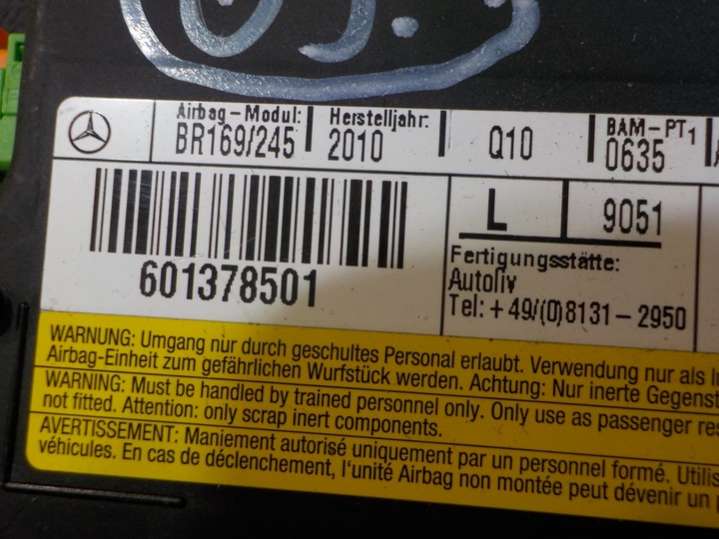 Airbag-Modul: Herstelljahr: BAM-PT1
BR169/245 2010 Q10 0635
L 9051
601378501
Fertigungsstätte:
Autoliv
Tel: +49/(0)8131-2950
WARNUNG: Umgang nur durch geschultes Personal erlaubt. Verwendung nur als
Airbag-Einheit zum gefährlichen Wurfstück werden. Achtung: Nur inerte
WARNING: Must be handled by trained personnel only. Only use as passenger
not fitted. Attention: only scrap inert components.
AVERTISSEMENT: Maniement autorisé uniquement par un personnel formé.
véhicules. En cas de déclenchement, l'unité Airbag non montée peut dévenir un